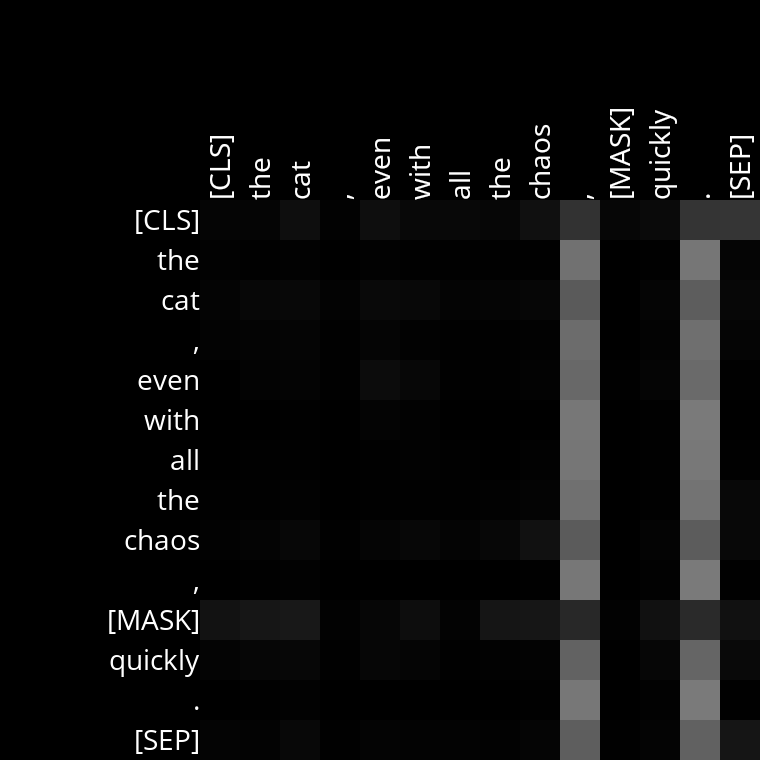 [CLS] the cat , even with all the chaos , [MASK] quickly . [SEP]
[CLS]
the
cat
,
even
with
all
the
chaos
,
[MASK]
quickly
.
[SEP]